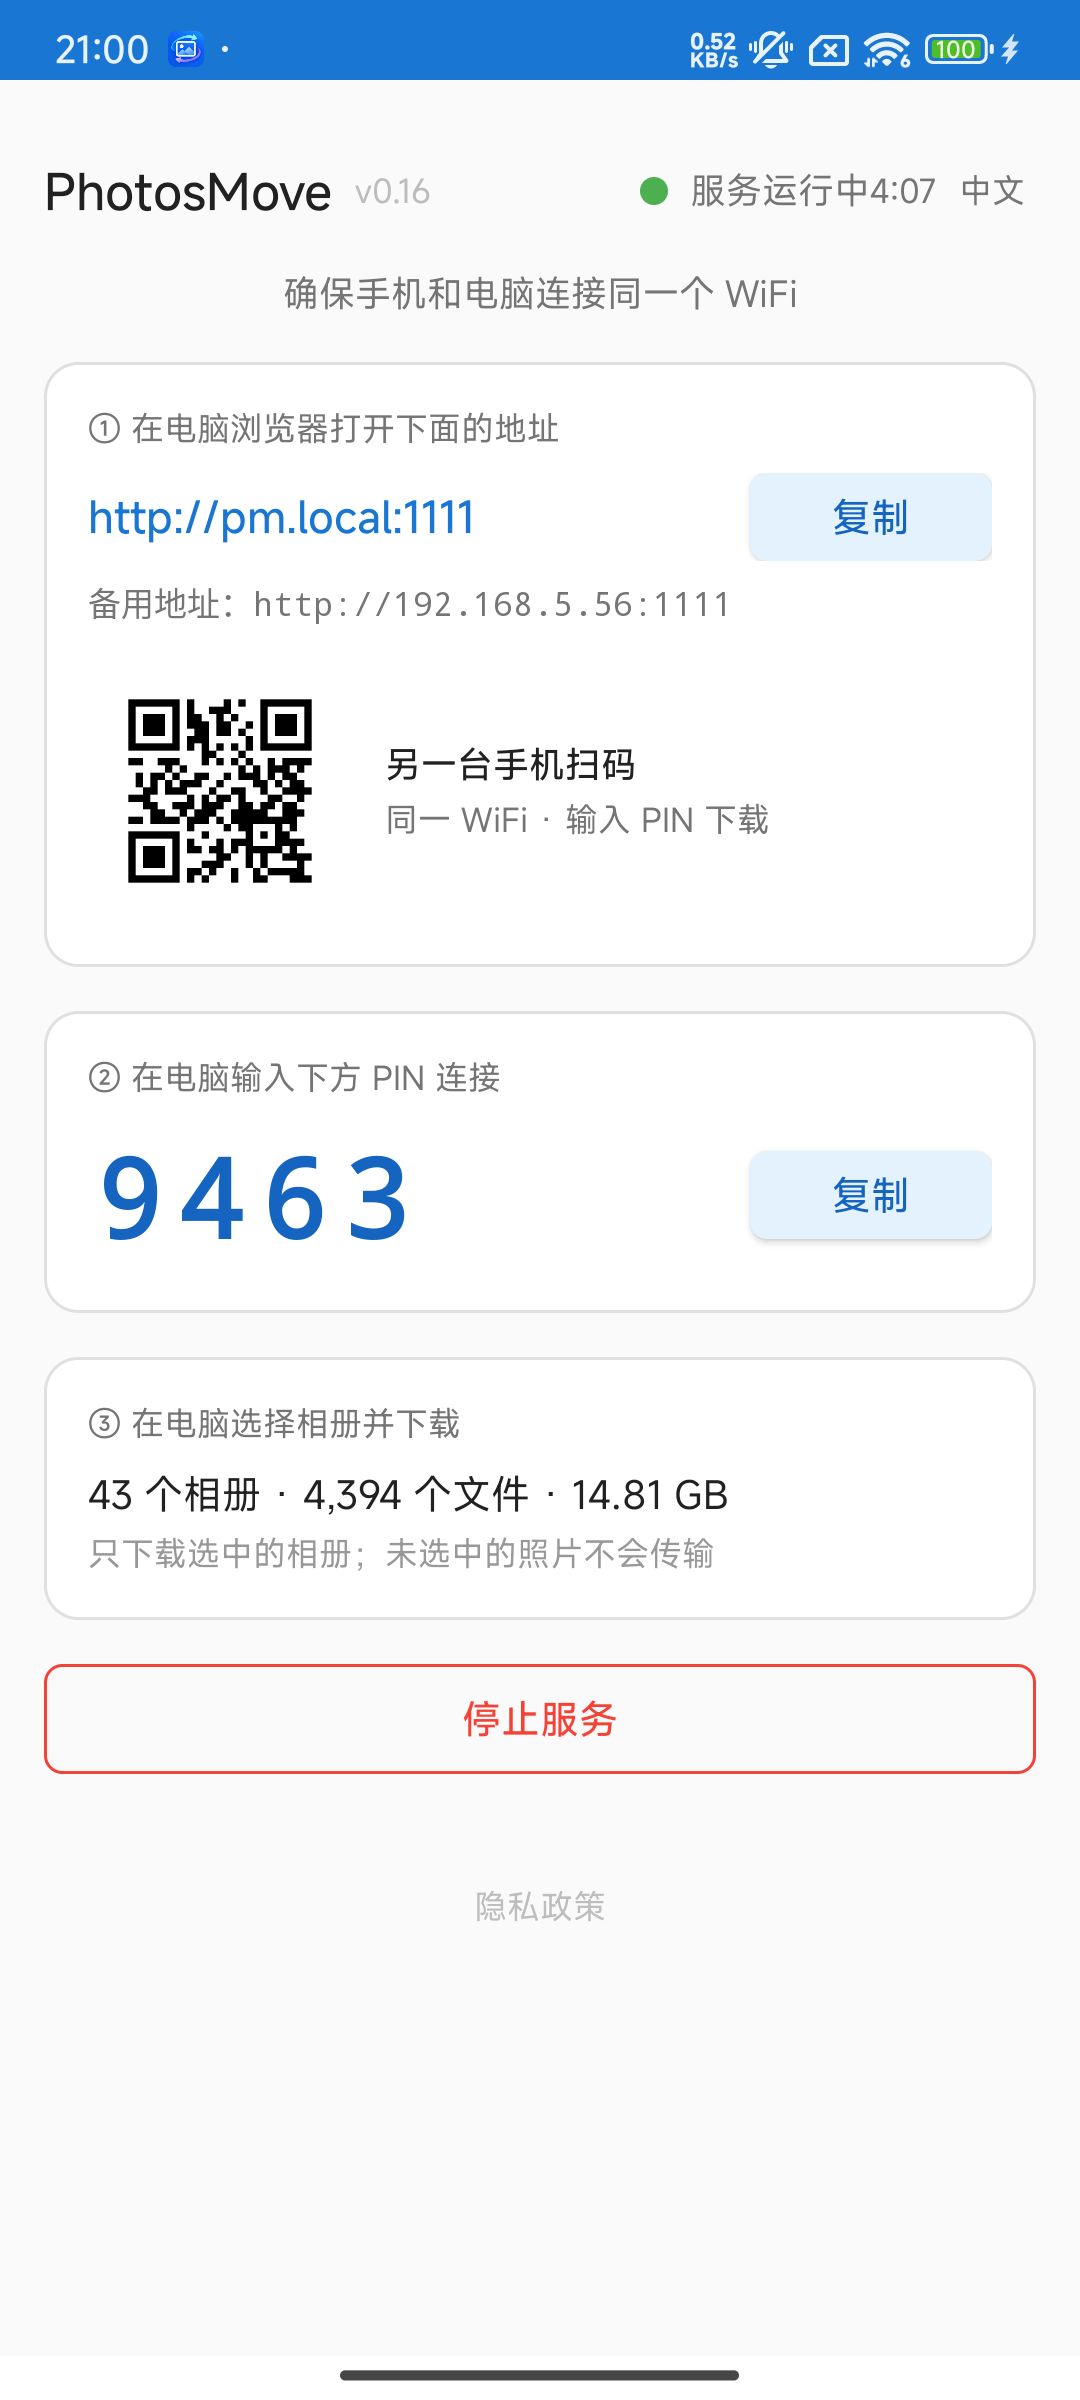 21:00
0.52 KB/s
6
100
PhotosMove v0.16
服务运行中4:07 中文
确保手机和电脑连接同一个 WiFi
① 在电脑浏览器打开下面的地址
http://pm.local:1111 复制
备用地址：http://192.168.5.56:1111
另一台手机扫码
同一 WiFi · 输入 PIN 下载
② 在电脑输入下方 PIN 连接
9463 复制
③ 在电脑选择相册并下载
43 个相册 · 4,394 个文件 · 14.81 GB
只下载选中的相册；未选中的照片不会传输
停止服务
隐私政策